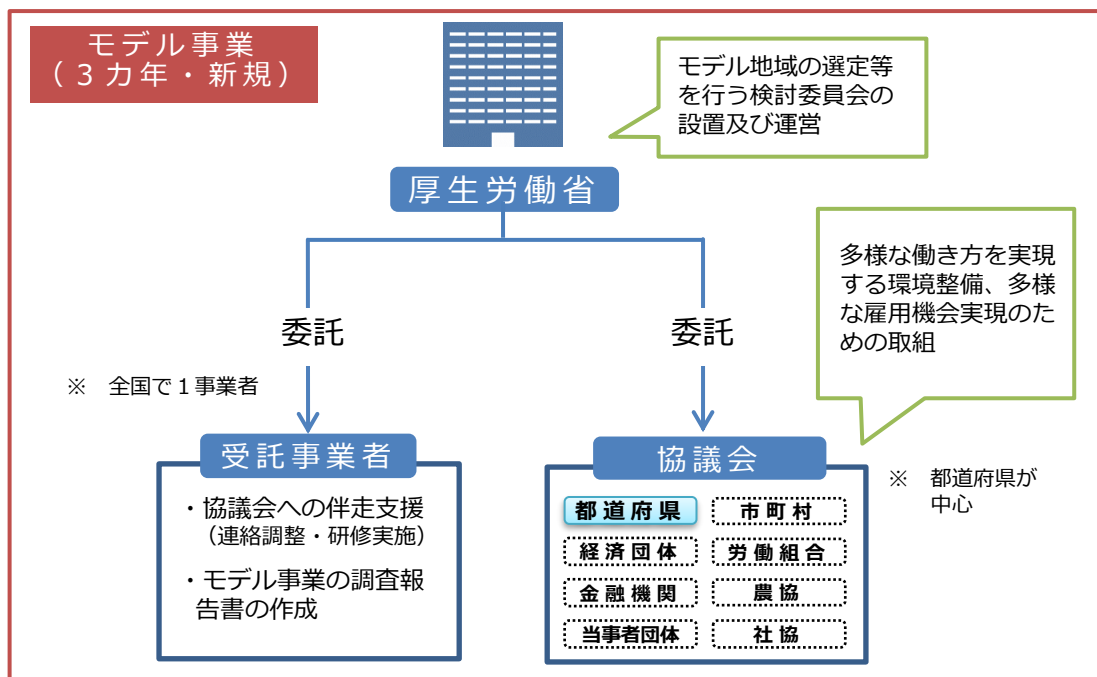 モデル事業
（３カ年・新規）
モデル地域の選定等
を行う検討委員会の
設置及び運営
厚生労働省
多様な働き方を実現
する環境整備、多様
な雇用機会実現のた
めの取組
委託
委託
※　全国で１事業者
受託事業者
・協議会への伴走支援
（連絡調整・研修実施）
・モデル事業の調査報
告書の作成
協議会
※　都道府県が
中心
都道府県
市町村
経済団体
労働組合
金融機関
農協
当事者団体
社協